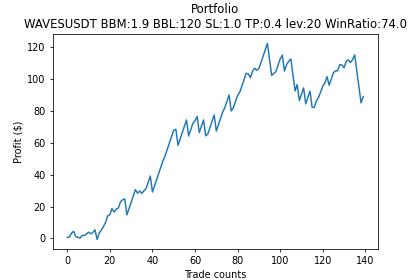 Portfolio
WAVESUSDT BBM:1.9 BBL:120 SL:1.0 TP:0.4 lev:20 WinRatio:74.0
120
100
80
60
40
20
0
Profit ($)
0 20 40 60 80 100 120 140
Trade counts